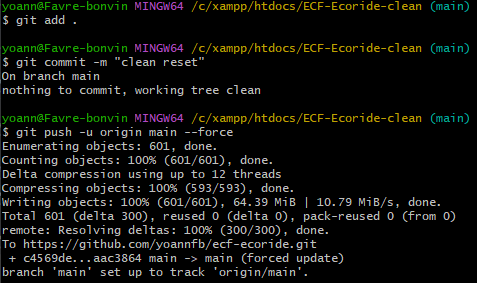 yoann@Favre-bonvin MINGW64 /c/xampp/htdocs/ECF-Ecoride-clean (main)
$ git add .
yoann@Favre-bonvin MINGW64 /c/xampp/htdocs/ECF-Ecoride-clean (main)
$ git commit -m "clean reset"
On branch main
nothing to commit, working tree clean
yoann@Favre-bonvin MINGW64 /c/xampp/htdocs/ECF-Ecoride-clean (main)
$ git push -u origin main --force
Enumerating objects: 601, done.
Counting objects: 100% (601/601), done.
Delta compression using up to 12 threads
Compressing objects: 100% (593/593), done.
Writing objects: 100% (601/601), 64.39 MiB | 10.79 MiB/s, done.
Total 601 (delta 300), reused 0 (delta 0), pack-reused 0 (from 0)
remote: Resolving deltas: 100% (300/300), done.
To https://github.com/yoannfb/ecf-ecoride.git
 + c4569de...aac3864 main -> main (forced update)
branch 'main' set up to track 'origin/main'.